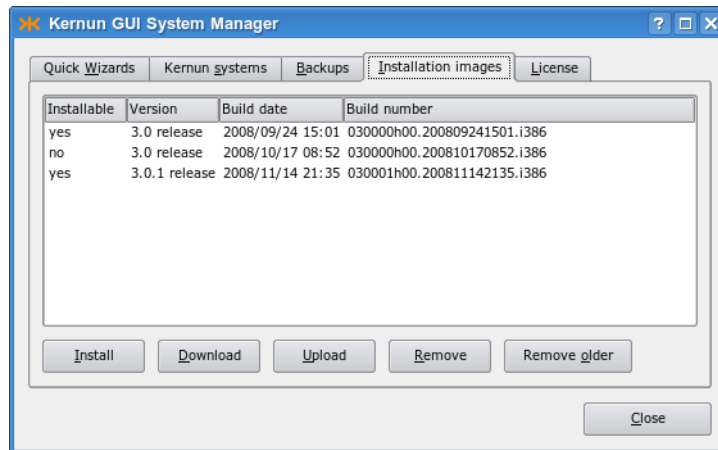 Kernun GUI System Manager
Quick Wizards Kernun systems Backups Installation images License
Installable Version Build date Build number
yes 3.0 release 2008/09/24 15:01 030000h00.200809241501.i386
no 3.0 release 2008/10/17 08:52 030000h00.200810170852.i386
yes 3.0.1 release 2008/11/14 21:35 030001h00.200811142135.i386
Install Download Upload Remove Remove older
Close